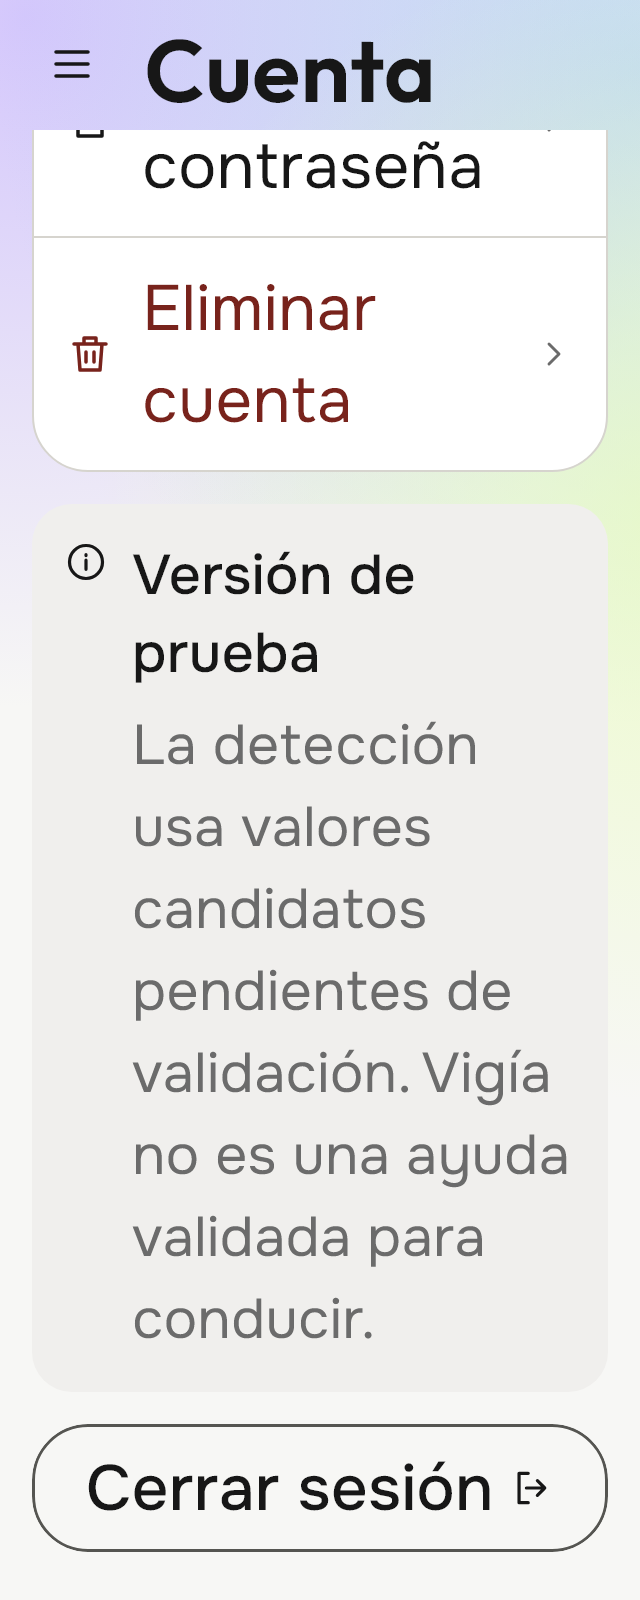 Cuenta
contraseña
Eliminar
cuenta
Versión de
prueba
La detección
usa valores
candidatos
pendientes de
validación. Vigía
no es una ayuda
validada para
conducir.
Cerrar sesión